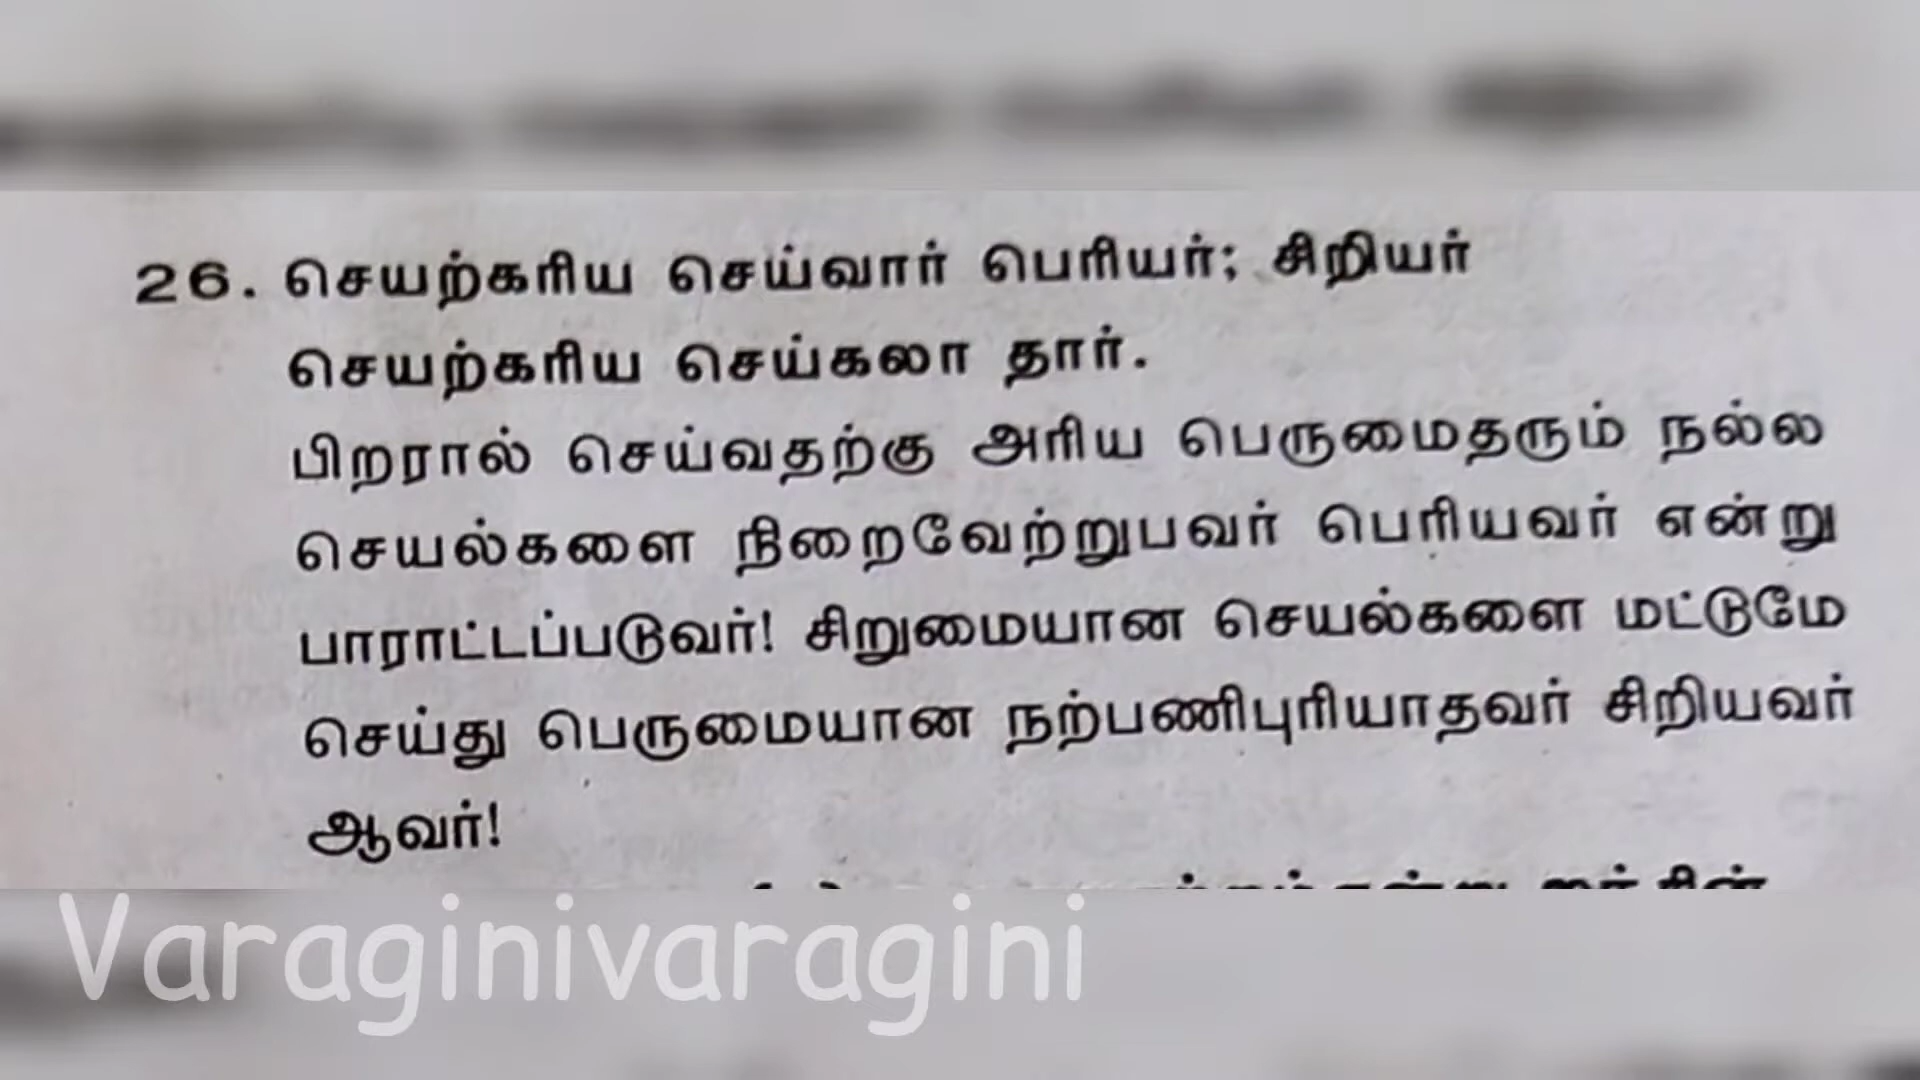 26. செயற்கரிய செய்வார் பெரியர்; சிறியர்
செயற்கரிய செய்கலா தார்.
பிறரால் செய்வதற்கு அரிய பெருமைதரும் நல்ல
செயல்களை நிறைவேற்றுபவர் பெரியவர் என்று
பாராட்டப்படுவர்! சிறுமையான செயல்களை மட்டுமே
செய்து பெருமையான நற்பணிபுரியாதவர் சிறியவர்
ஆவர்!
Varaginivaragini